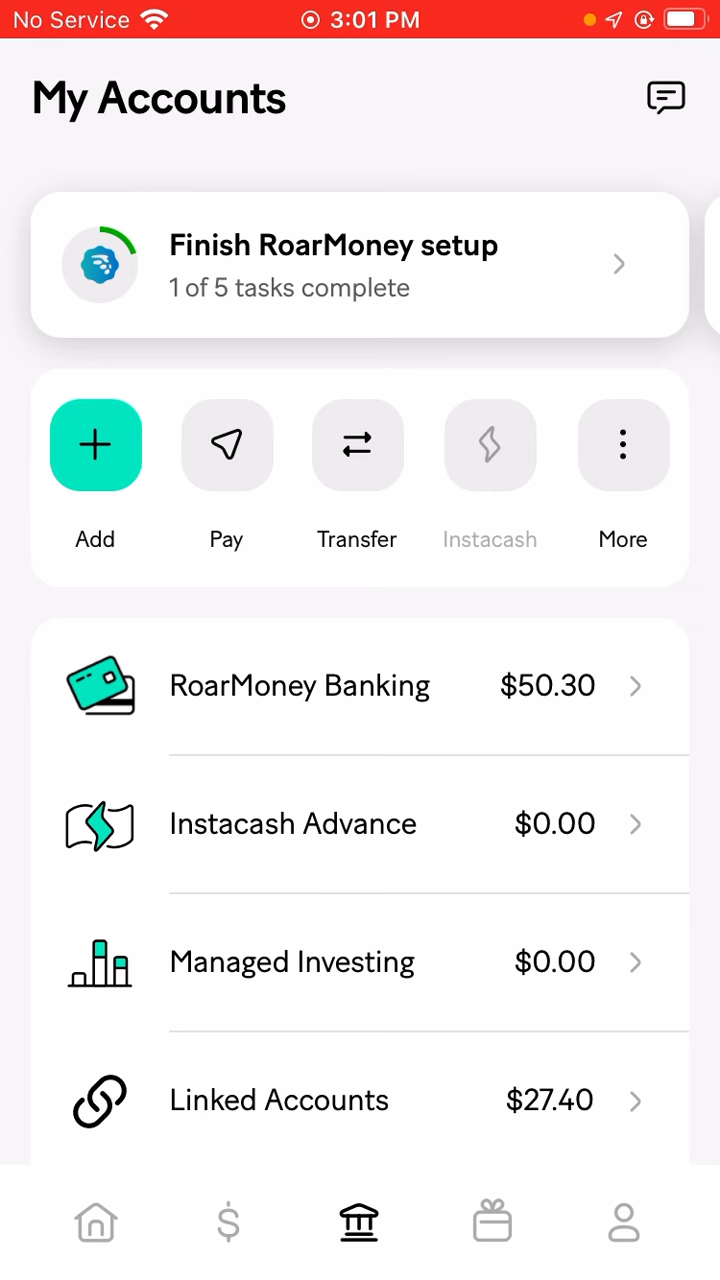 No Service 3:01 PM
My Accounts
Finish RoarMoney setup
1 of 5 tasks complete
Add Pay Transfer Instacash More
RoarMoney Banking $50.30
Instacash Advance $0.00
Managed Investing $0.00
Linked Accounts $27.40